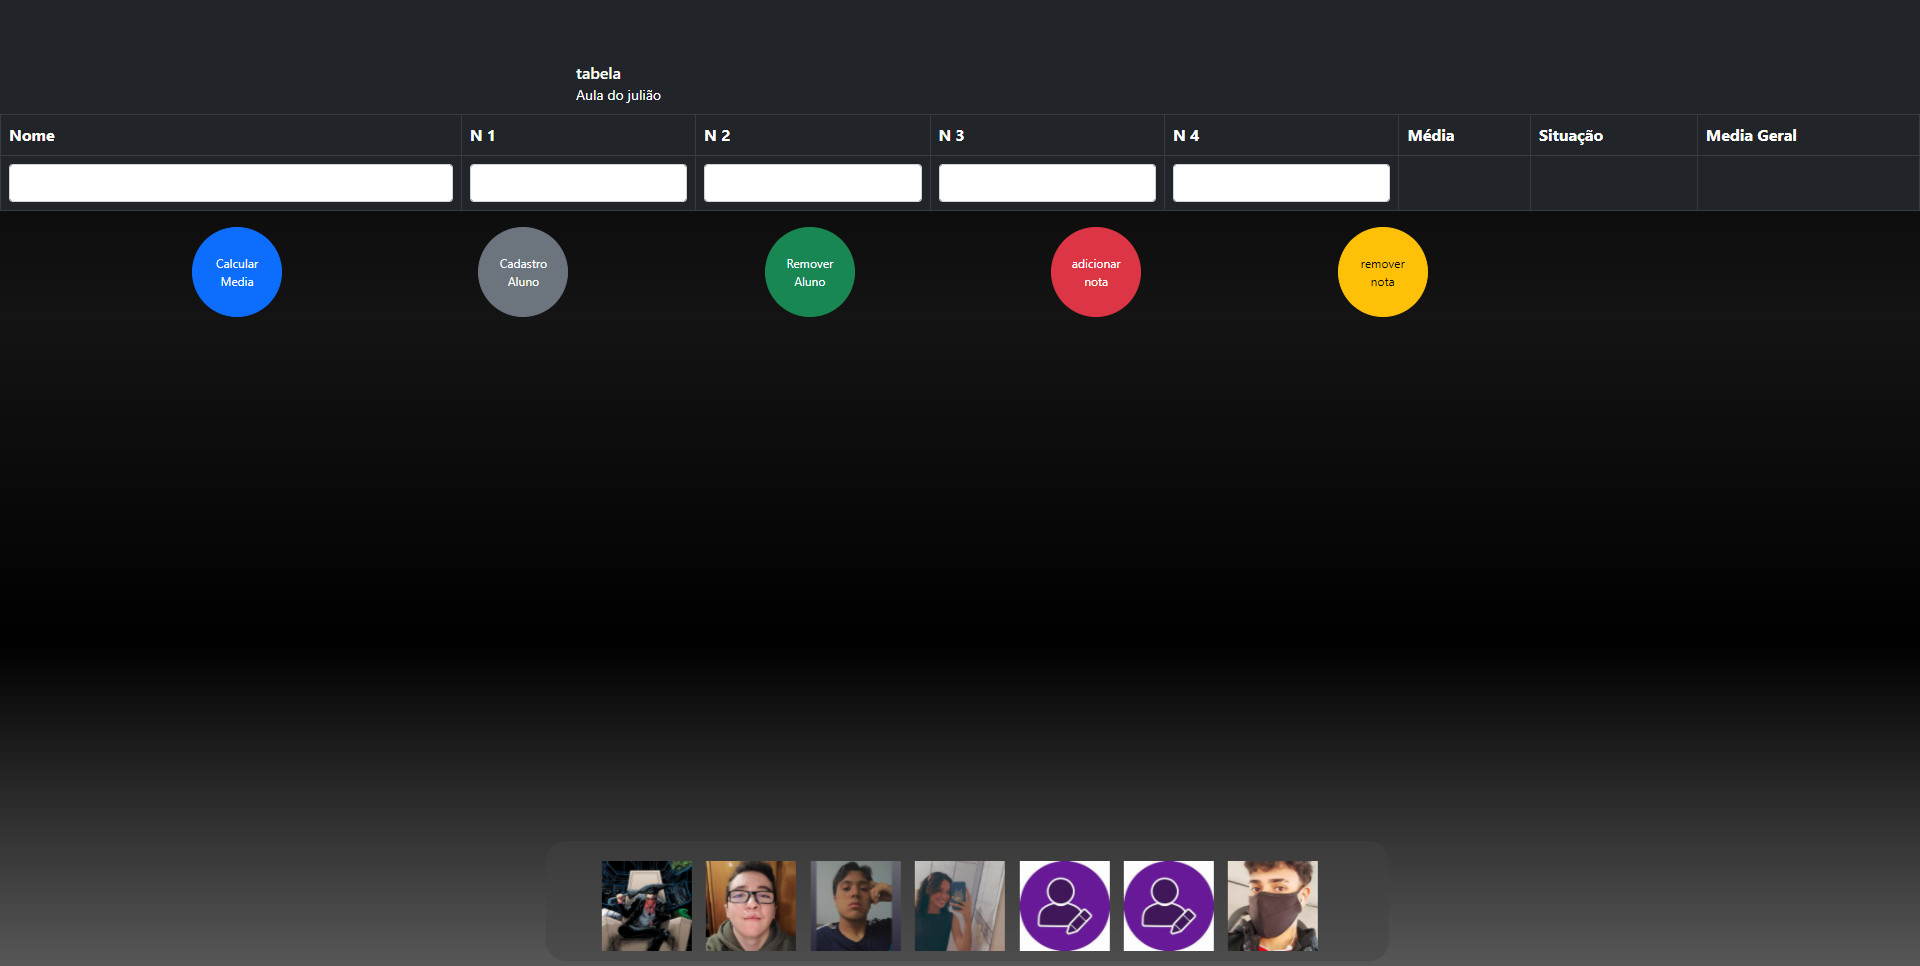 tabela
Aula do julião
Nome N 1 N 2 N 3 N 4 Média Situação Media Geral
Calcular
Media
Cadastro
Aluno
Remover
Aluno
adicionar
nota
remover
nota